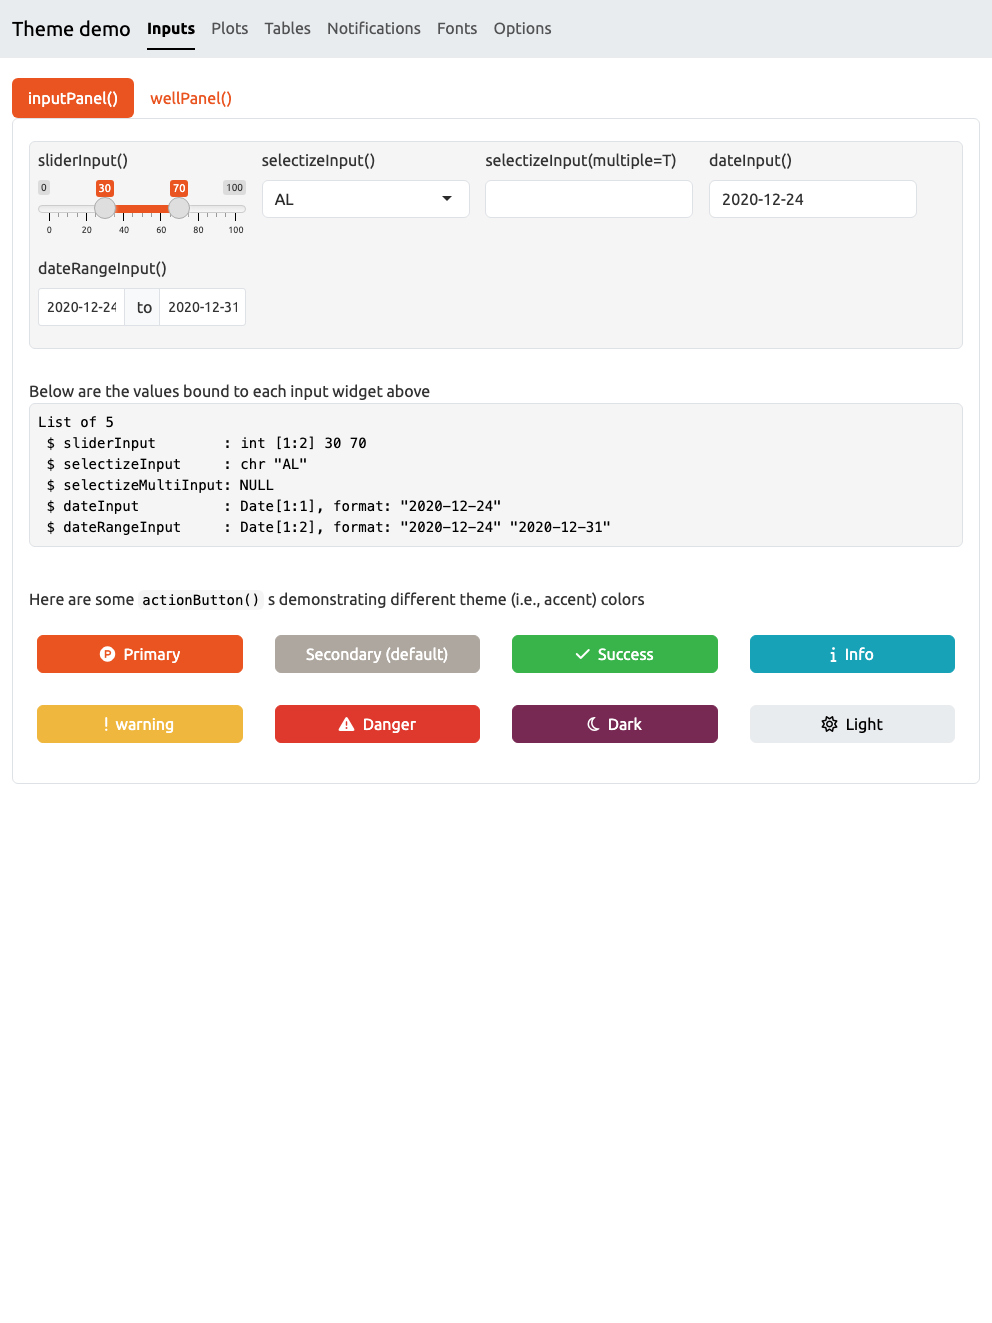 Theme demo Inputs Plots Tables Notifications Fonts Options
inputPanel() wellPanel()
sliderInput() selectizeInput() selectizeInput(multiple=T) dateInput()
0 30 70 100
AL 2020-12-24
0 20 40 60 80 100
dateRangeInput()
2020-12-24 to 2020-12-31
Below are the values bound to each input widget above
List of 5
 $ sliderInput        : int [1:2] 30 70
 $ selectizeInput     : chr "AL"
 $ selectizeMultiInput: NULL
 $ dateInput          : Date[1:1], format: "2020-12-24"
 $ dateRangeInput     : Date[1:2], format: "2020-12-24" "2020-12-31"
Here are some actionButton() s demonstrating different theme (i.e., accent) colors
Primary Secondary (default) Success Info
warning Danger Dark Light